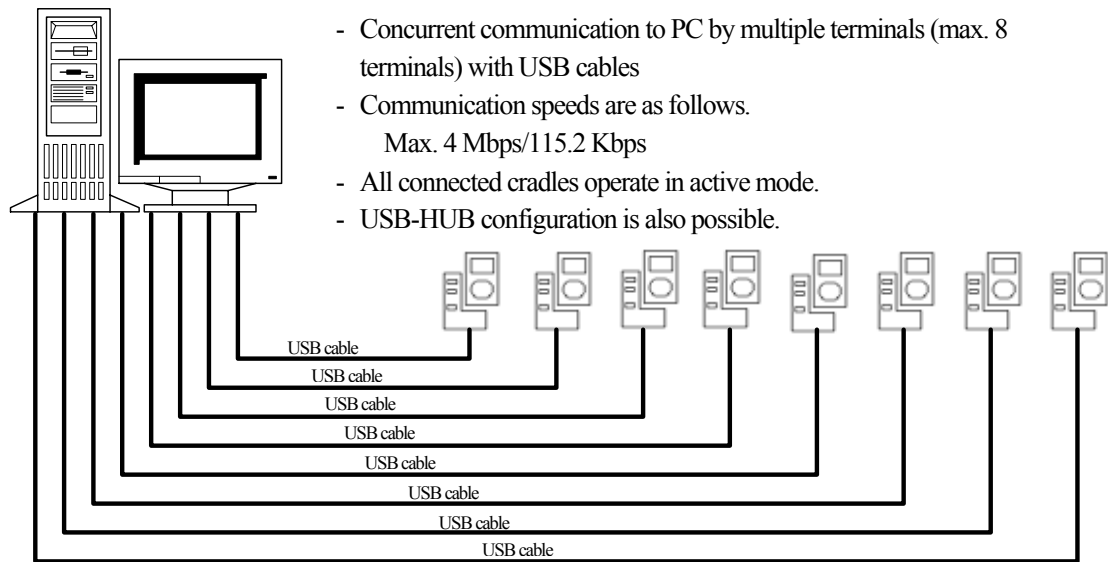 - Concurrent communication to PC by multiple terminals (max. 8
terminals) with USB cables
- Communication speeds are as follows.
Max. 4 Mbps/115.2 Kbps
- All connected cradles operate in active mode.
- USB-HUB configuration is also possible.
USB cable
USB cable
USB cable
USB cable
USB cable
USB cable
USB cable
USB cable